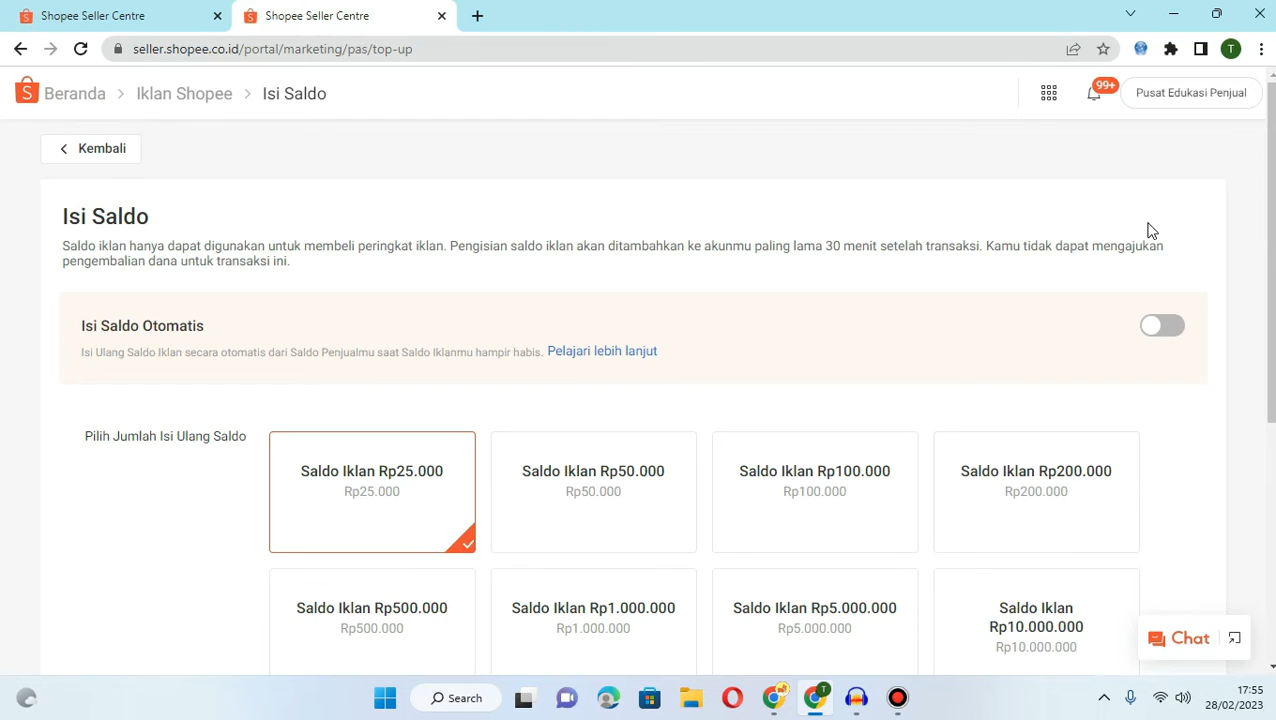 Shopee Seller Centre
Shopee Seller Centre
seller.shopee.co.id/portal/marketing/pas/top-up
T
Beranda > Iklan Shopee > Isi Saldo
99+
Pusat Edukasi Penjual
Kembali
Isi Saldo
Saldo iklan hanya dapat digunakan untuk membeli peringkat iklan. Pengisian saldo iklan akan ditambahkan ke akunmu paling lama 30 menit setelah transaksi. Kamu tidak dapat mengajukan
pengembalian dana untuk transaksi ini.
Isi Saldo Otomatis
Isi Ulang Saldo Iklan secara otomatis dari Saldo Penjualmu saat Saldo Iklanmu hampir habis. Pelajari lebih lanjut
Pilih Jumlah Isi Ulang Saldo
Saldo Iklan Rp25.000
Rp25.000
Saldo Iklan Rp50.000
Rp50.000
Saldo Iklan Rp100.000
Rp100.000
Saldo Iklan Rp200.000
Rp200.000
Saldo Iklan Rp500.000
Rp500.000
Saldo Iklan Rp1.000.000
Rp1.000.000
Saldo Iklan Rp5.000.000
Rp5.000.000
Saldo Iklan
Rp10.000.000
Rp10.000.000
Chat
Search
T
17:55
28/02/2023